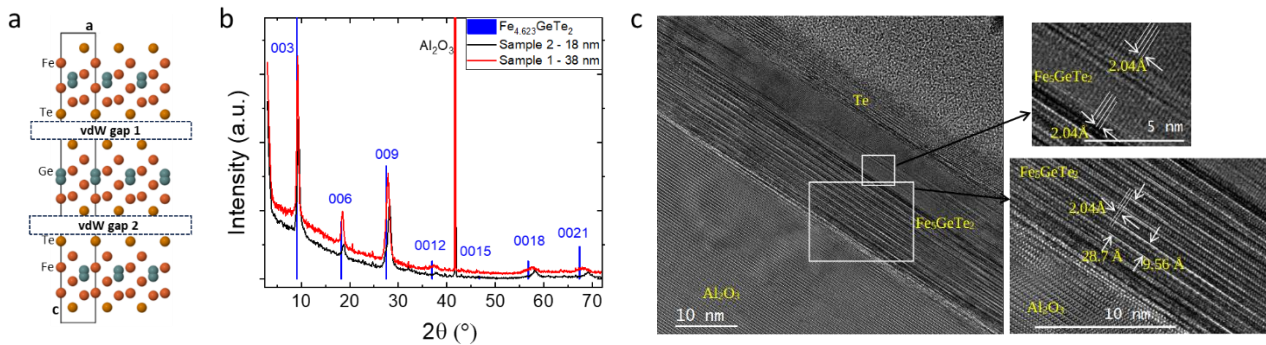 a
a
Fe
Te
vdW gap 1
Ge
vdW gap 2
Te
Fe
c
b
Intensity (a.u.)
Al₂O₃
Fe₄.₆₂₃GeTe₂
Sample 2 - 18 nm
Sample 1 - 38 nm
003
006
009
0012
0015
0018
0021
10 20 30 40 50 60 70
2θ (°)
c
Te
Fe₅GeTe₂
Al₂O₃
10 nm
2.04Å
Fe₅GeTe₂
2.04Å
5 nm
Fe₅GeTe₂
2.04Å
28.7 Å
9.56 Å
Al₂O₃
10 nm